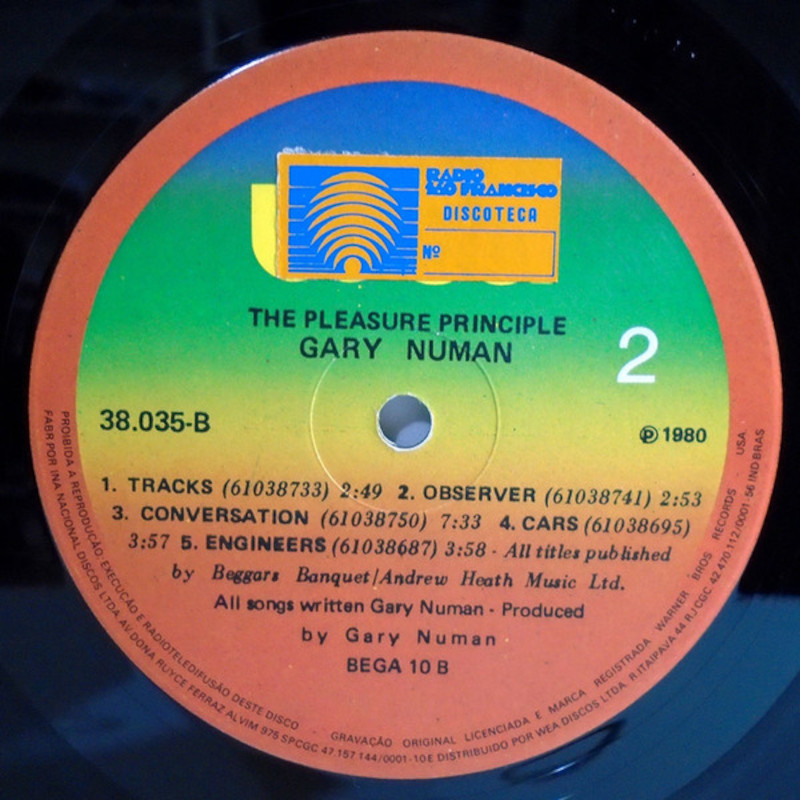 RADIO
SÃO FRANCISCO
DISCOTECA
Nº
THE PLEASURE PRINCIPLE
GARY NUMAN
2
38.035-B
℗ 1980
1. TRACKS (61038733) 2:49 2. OBSERVER (61038741) 2:53
3. CONVERSATION (61038750) 7:33 4. CARS (61038695)
3:57 5. ENGINEERS (61038687) 3:58 - All titles published
by Beggars Banquet/Andrew Heath Music Ltd.
All songs written Gary Numan - Produced
by Gary Numan
BEGA 10 B
PROIBIDA A REPRODUÇÃO, EXECUÇÃO E RADIOTELEDIFUSÃO DESTE DISCO
GRAVAÇÃO ORIGINAL LICENCIADA E MARCA REGISTRADA WARNER BROS RECORDS USA.
FABR POR INA NACIONAL DISCOS LTDA. AV DONA RUYCE FERRAZ ALVIM 975 SP CGC 47.157 144/0001-10 E DISTRIBUIDO POR WEA DISCOS LTDA. R ITAIPAVA 44 RJ CGC 42.470 112/0001-56 IND BRAS